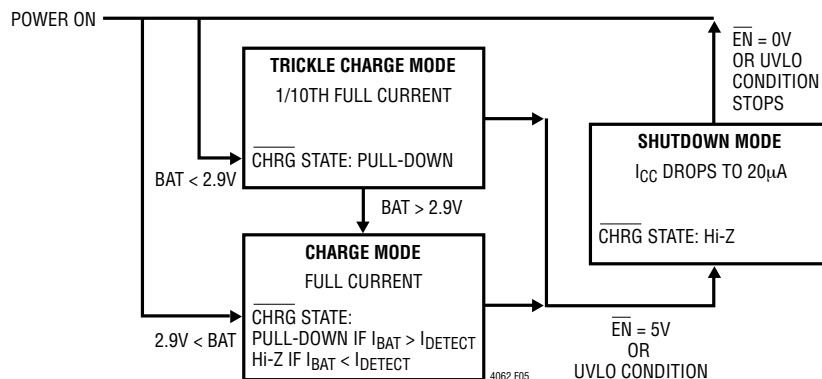 POWER ON
TRICKLE CHARGE MODE
1/10TH FULL CURRENT
CHRG STATE: PULL-DOWN
BAT < 2.9V
BAT > 2.9V
CHARGE MODE
FULL CURRENT
CHRG STATE:
PULL-DOWN IF IBAT > IDETECT
Hi-Z IF IBAT < IDETECT
2.9V < BAT
4062 F05
EN = 0V
OR UVLO
CONDITION
STOPS
SHUTDOWN MODE
ICC DROPS TO 20µA
CHRG STATE: Hi-Z
EN = 5V
OR
UVLO CONDITION